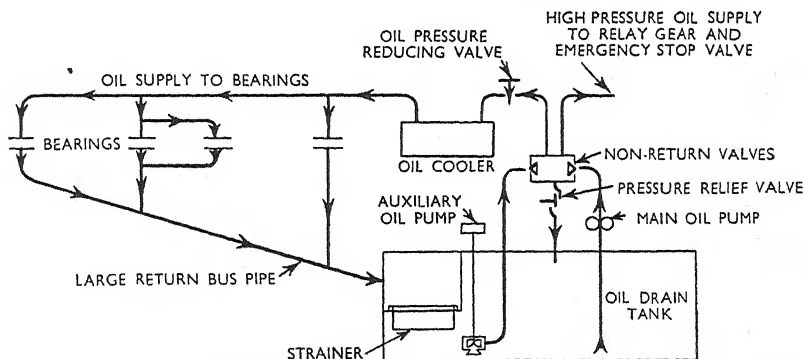 OIL PRESSURE
REDUCING VALVE
HIGH PRESSURE OIL SUPPLY
TO RELAY GEAR AND
EMERGENCY STOP VALVE
OIL SUPPLY TO BEARINGS
BEARINGS
OIL COOLER
NON-RETURN VALVES
PRESSURE RELIEF VALVE
AUXILIARY
OIL PUMP
MAIN OIL PUMP
LARGE RETURN BUS PIPE
OIL DRAIN
TANK
STRAINER